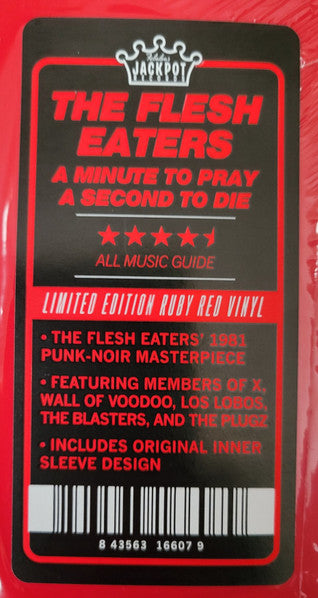 Fabulous
JACKPOT
RECORDS
THE FLESH
EATERS
A MINUTE TO PRAY
A SECOND TO DIE
ALL MUSIC GUIDE
LIMITED EDITION RUBY RED VINYL
• THE FLESH EATERS' 1981
PUNK-NOIR MASTERPIECE
• FEATURING MEMBERS OF X,
WALL OF VOODOO, LOS LOBOS,
THE BLASTERS, AND THE PLUGZ
• INCLUDES ORIGINAL INNER
SLEEVE DESIGN
8 43563 16607 9